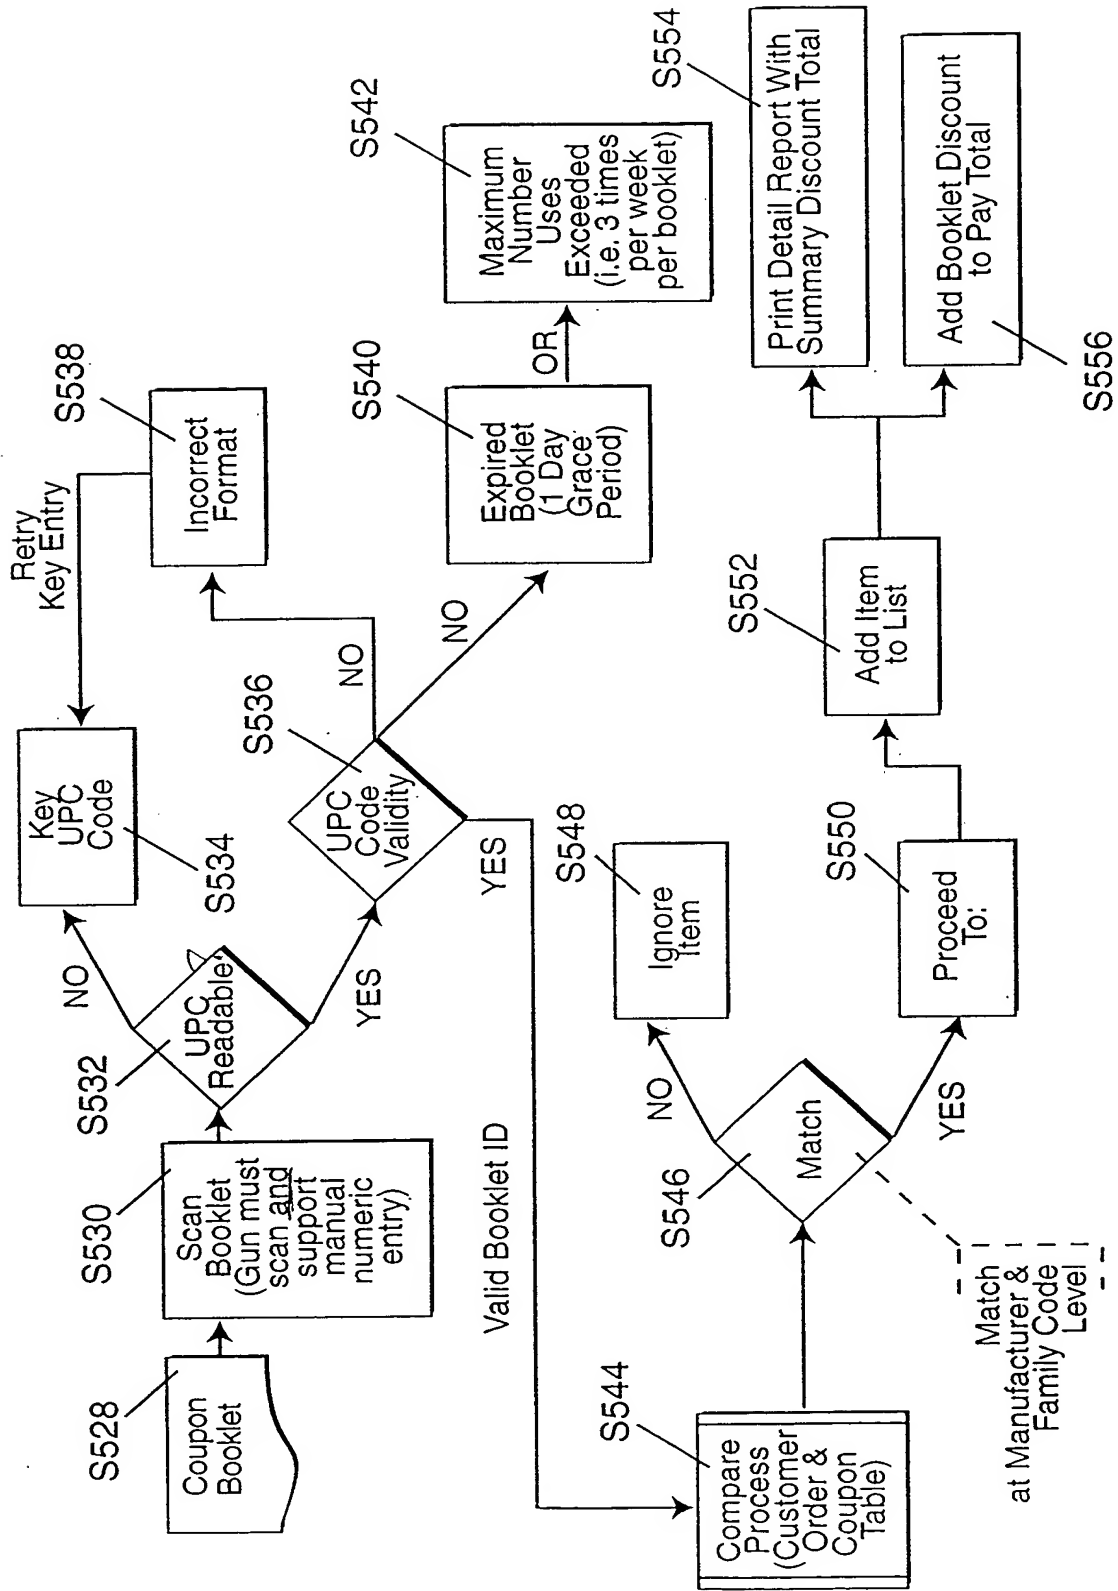 S528
Coupon
Booklet
S530
Scan
Booklet
(Gun must
scan and
support
manual
numeric
entry)
S532
UPC
Readable
NO
YES
S534
Key
UPC
Code
Retry
Key Entry
S536
UPC
Code
Validity
NO
NO
YES
S538
Incorrect
Format
S540
Expired
Booklet
(1 Day
Grace
Period)
OR
S542
Maximum
Number
Uses
Exceeded
(i.e. 3 times
per week
per booklet)
Valid Booklet ID
S544
Compare
Process
(Customer
Order &
Coupon
Table)
S546
Match
Match
at Manufacturer &
Family Code
Level
NO
YES
S548
Ignore
Item
S550
Proceed
To:
S552
Add Item
to List
S554
Print Detail Report With
Summary Discount Total
Add Booklet Discount
to Pay Total
S556